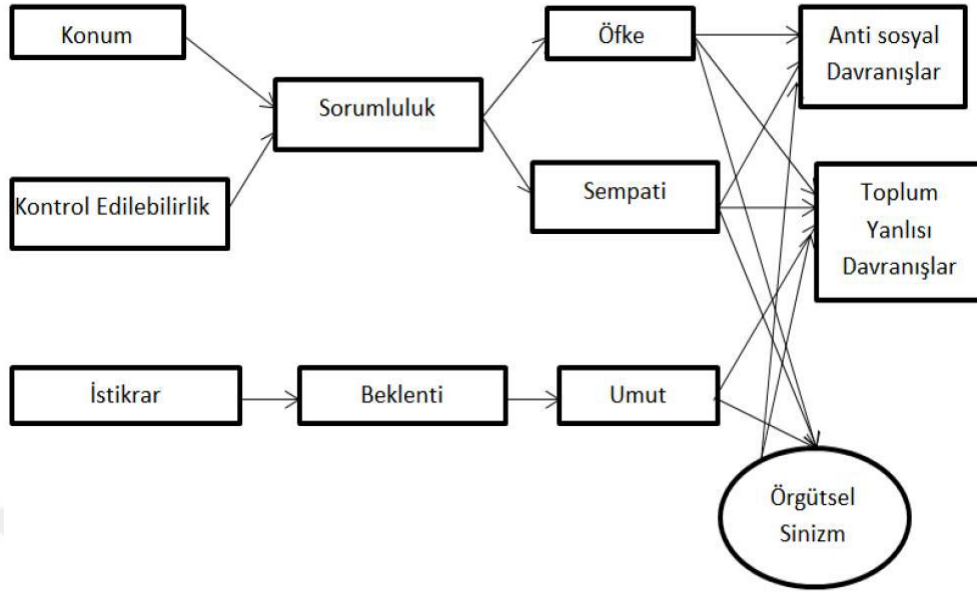 Konum
Öfke
Anti sosyal
Davranışlar
Sorumluluk
Kontrol Edilebilirlik
Sempati
Toplum
Yanlısı
Davranışlar
İstikrar
Beklenti
Umut
Örgütsel
Sinizm